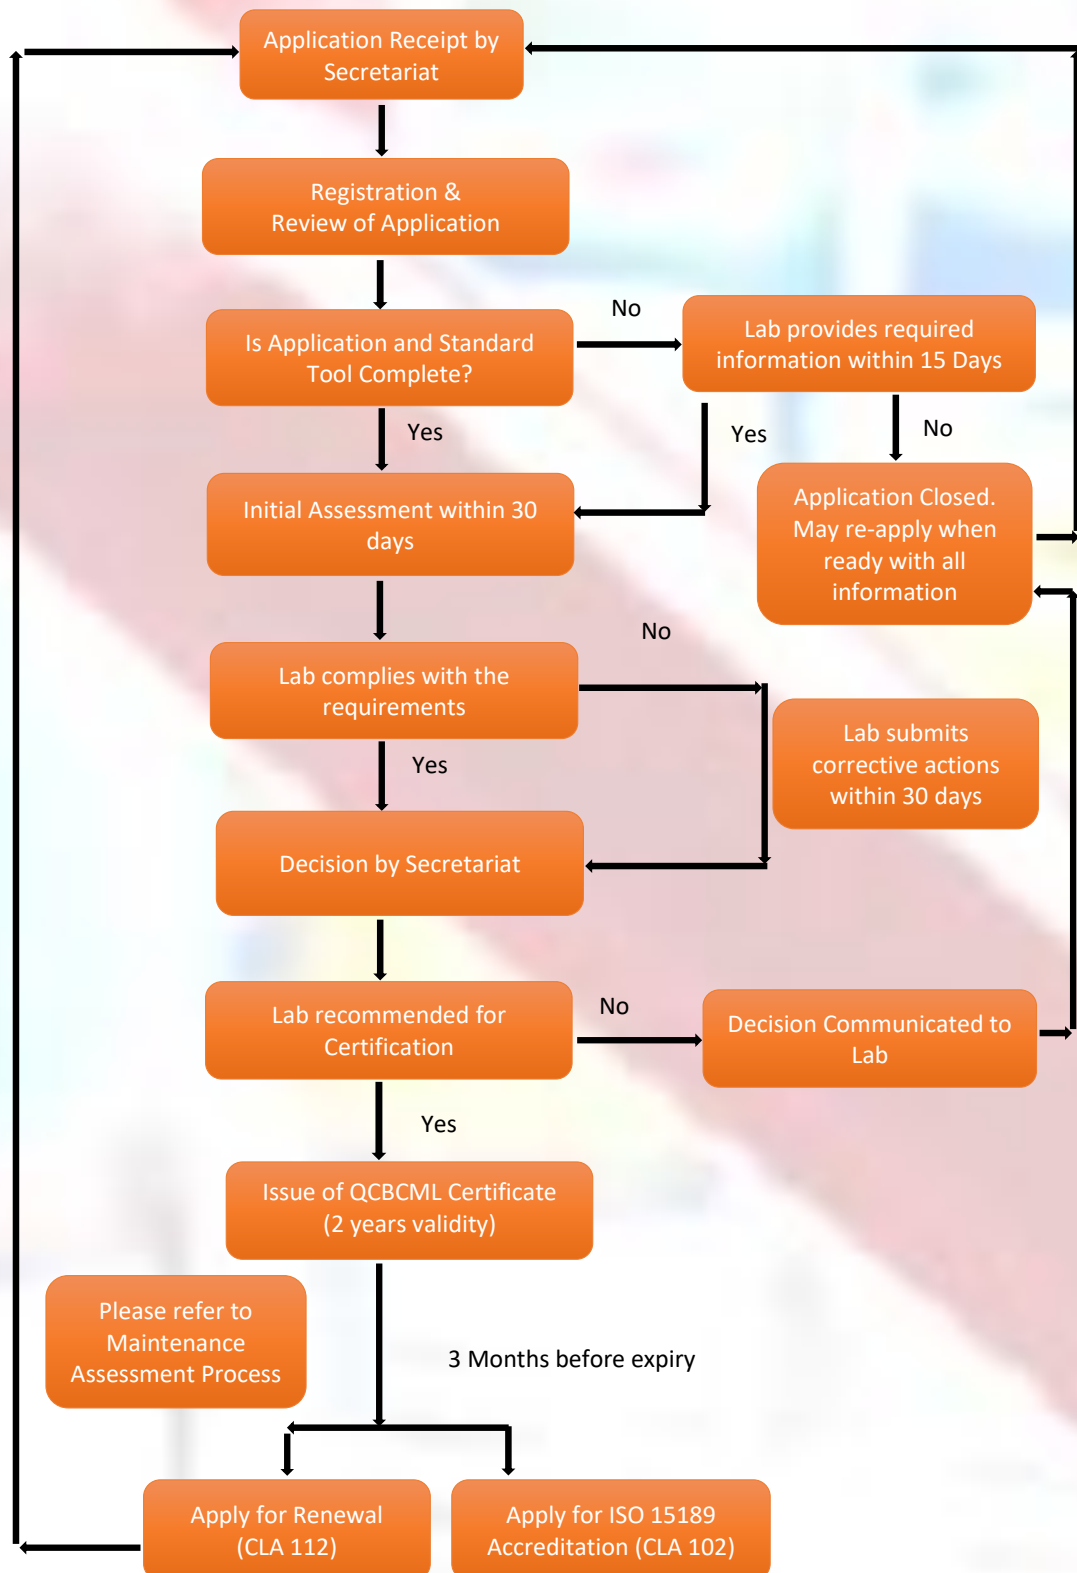 Application Receipt by
Secretariat
Registration &
Review of Application
No
Is Application and Standard
Tool Complete?
Lab provides required
information within 15 Days
Yes
Yes
No
Initial Assessment within 30
days
Application Closed.
May re-apply when
ready with all
information
No
Lab complies with the
requirements
Yes
Lab submits
corrective actions
within 30 days
Decision by Secretariat
Lab recommended for
Certification
No
Decision Communicated to
Lab
Yes
Issue of QCBCML Certificate
(2 years validity)
Please refer to
Maintenance
Assessment Process
3 Months before expiry
Apply for Renewal
(CLA 112)
Apply for ISO 15189
Accreditation (CLA 102)